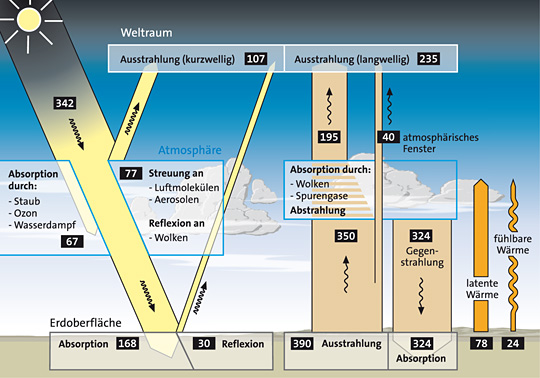 Weltraum
Ausstrahlung (kurzwellig) 107
Ausstrahlung (langwellig) 235
342
195
40 atmosphärisches
Fenster
Atmosphäre
Absorption
durch:
- Staub
- Ozon
- Wasserdampf
67
77 Streuung an
- Luftmolekülen
- Aerosolen
Reflexion an
- Wolken
Absorption durch:
- Wolken
- Spurengase
Abstrahlung
350
324
Gegen-
strahlung
latente
Wärme
fühlbare
Wärme
Erdoberfläche
Absorption 168
30 Reflexion
390 Ausstrahlung
324
Absorption
78
24